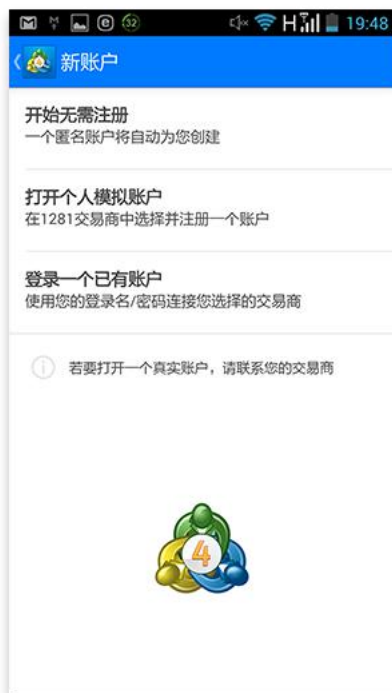 32
H
19:48
新账户
开始无需注册
一个匿名账户将自动为您创建
打开个人模拟账户
在1281交易商中选择并注册一个账户
登录一个已有账户
使用您的登录名/密码连接您选择的交易商
若要打开一个真实账户，请联系您的交易商
4